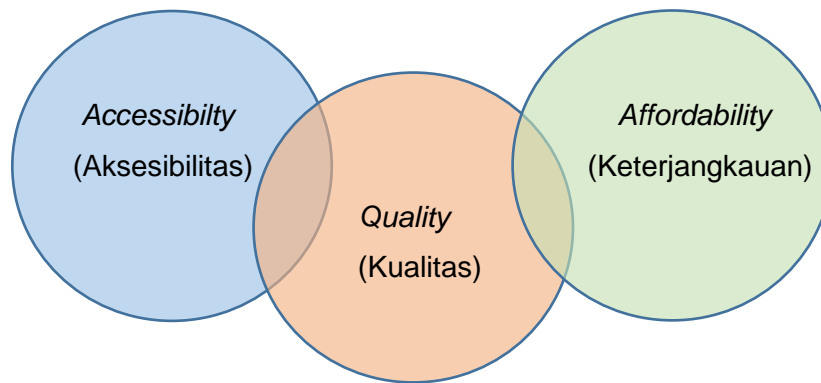 Accessibilty
(Aksesibilitas)
Quality
(Kualitas)
Affordability
(Keterjangkauan)